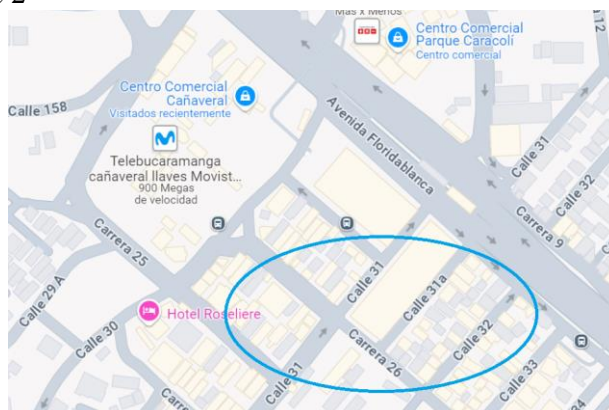 Mas x Menos
Centro Comercial
Parque Caracolí
Centro comercial
A12
Centro Comercial
Cañaveral
Visitados recientemente
Calle 158
Avenida Floridablanca
Telebucaramanga
cañaveral llaves Movist...
900 Megas
de velocidad
Calle 31
Calle 32
Carrera 9
Carrera 25
Calle 29 A
Hotel Roseliere
Calle 31
Calle 31a
Calle 32
Calle 30
Carrera 26
Calle 33
Calle 31
34